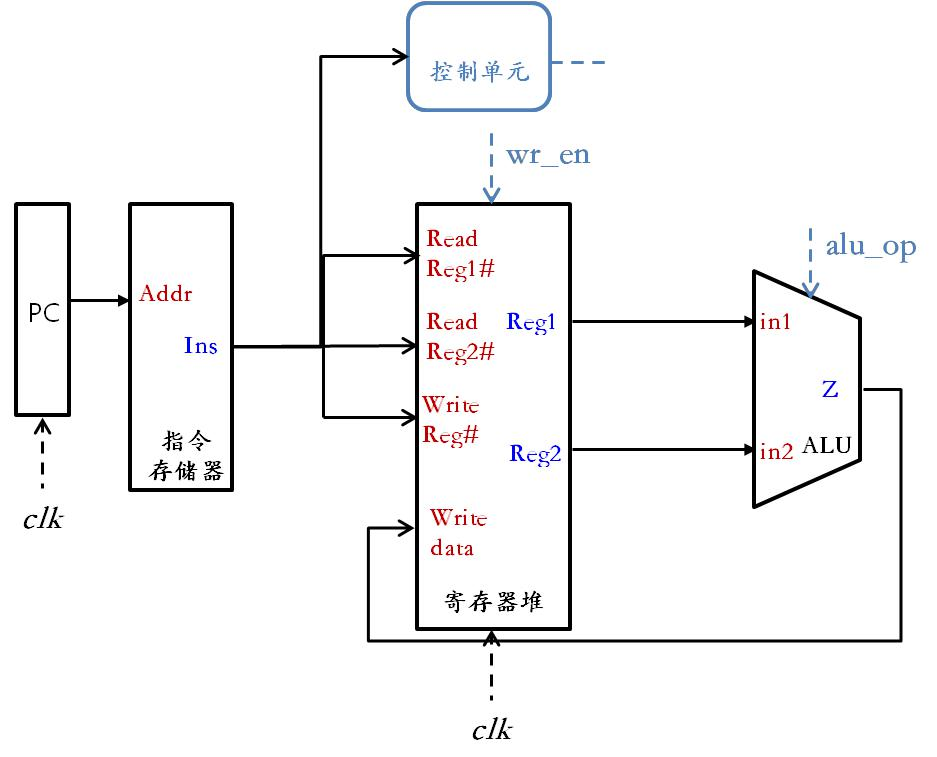 控制单元
wr_en
alu_op
PC
Addr
Ins
指令
存储器
clk
Read
Reg1#
Read
Reg2#
Write
Reg#
Write
data
Reg1
Reg2
寄存器堆
clk
in1
Z
in2
ALU